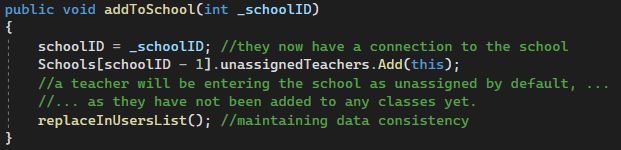 public void addToSchool(int _schoolID)
{
schoolID = _schoolID; //they now have a connection to the school
Schools[schoolID - 1].unassignedTeachers.Add(this);
//a teacher will be entering the school as unassigned by default, ...
//... as they have not been added to any classes yet.
replaceInUsersList(); //maintaining data consistency
}